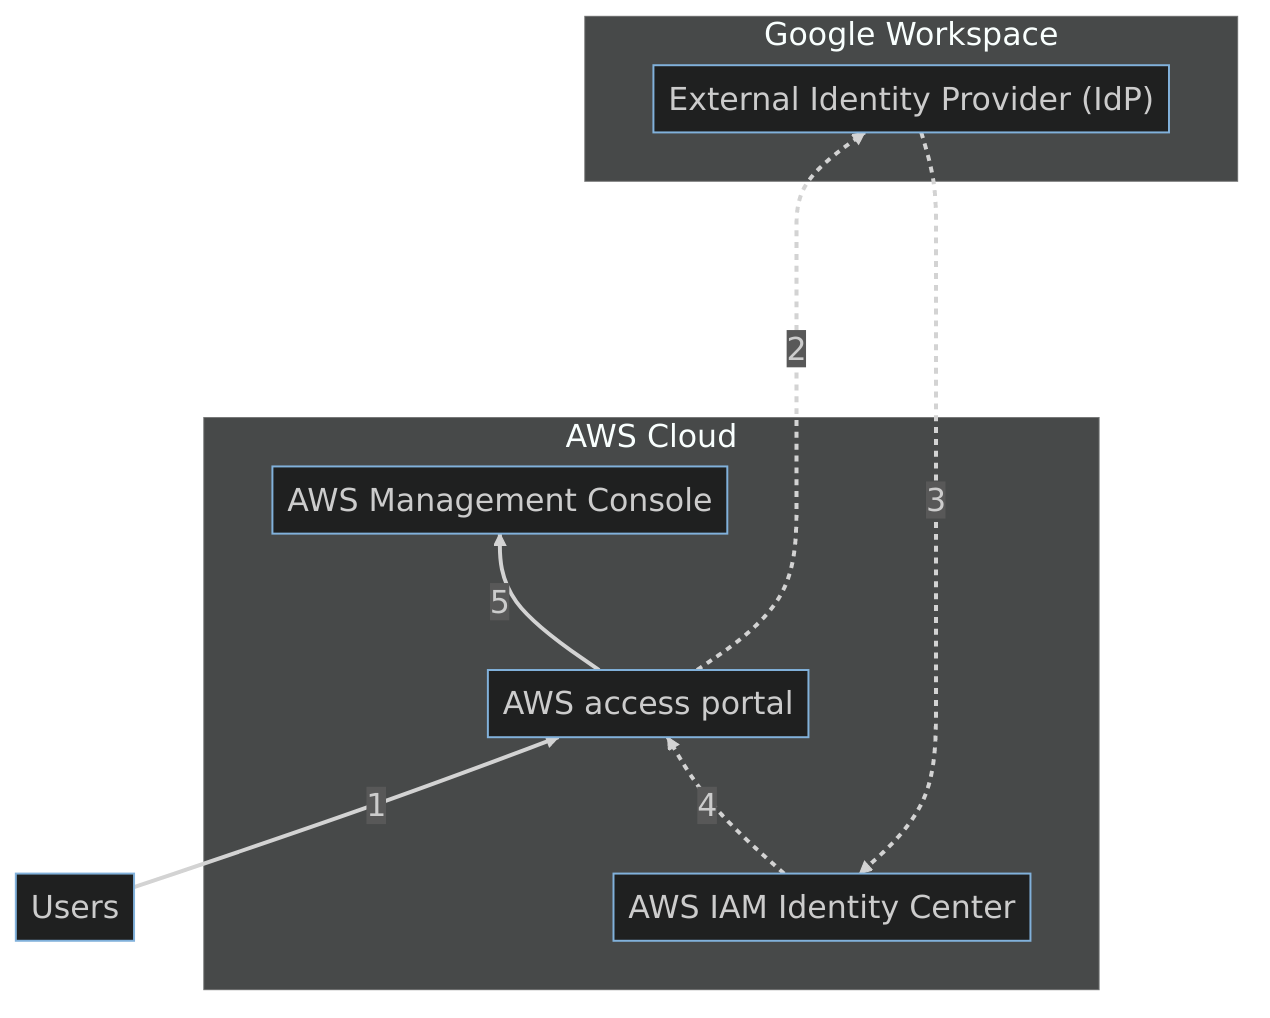 Google Workspace
External Identity Provider (IdP)
2
AWS Cloud
AWS Management Console
3
5
AWS access portal
1
4
Users
AWS IAM Identity Center